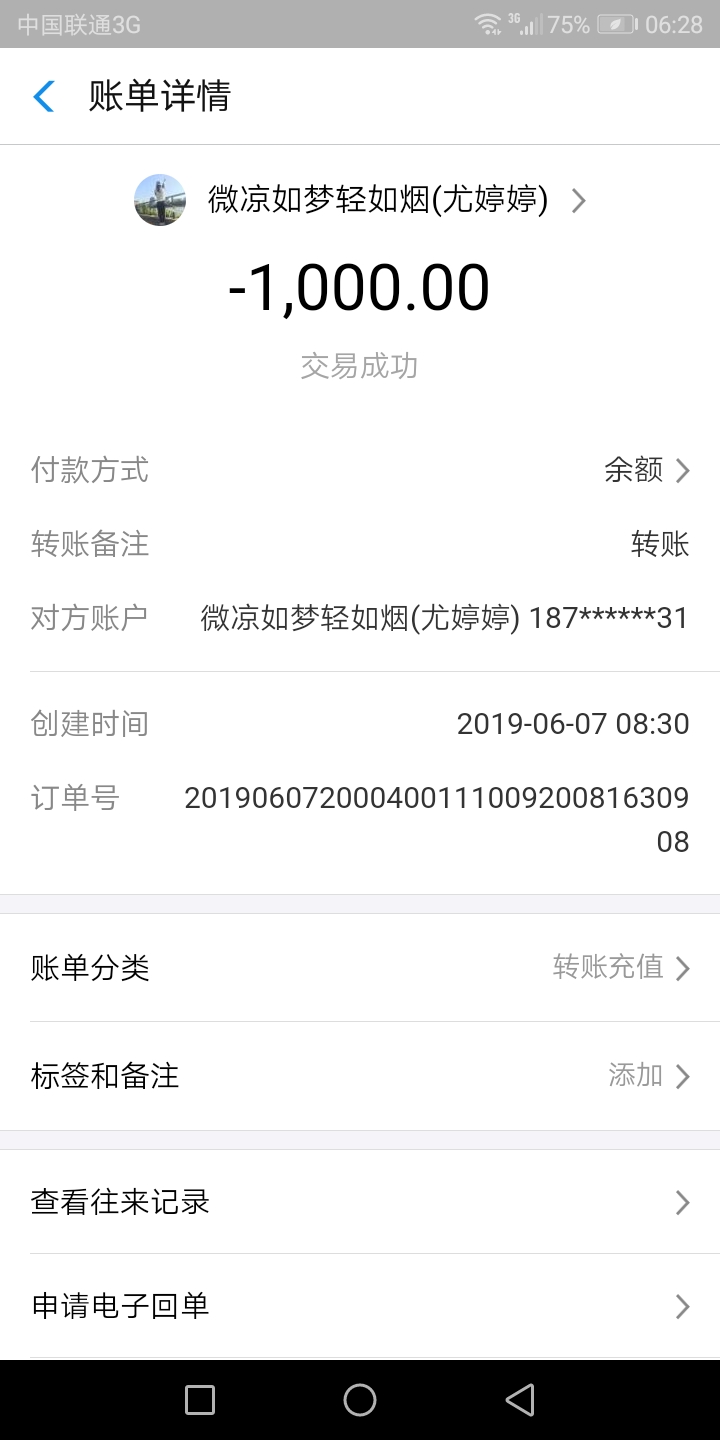 中国联通3G 3G 75% 06:28
账单详情
微凉如梦轻如烟(尤婷婷)
-1,000.00
交易成功
付款方式 余额
转账备注 转账
对方账户 微凉如梦轻如烟(尤婷婷) 187******31
创建时间 2019-06-07 08:30
订单号 20190607200040011100920081630​9
08
账单分类 转账充值
标签和备注 添加
查看往来记录
申请电子回单